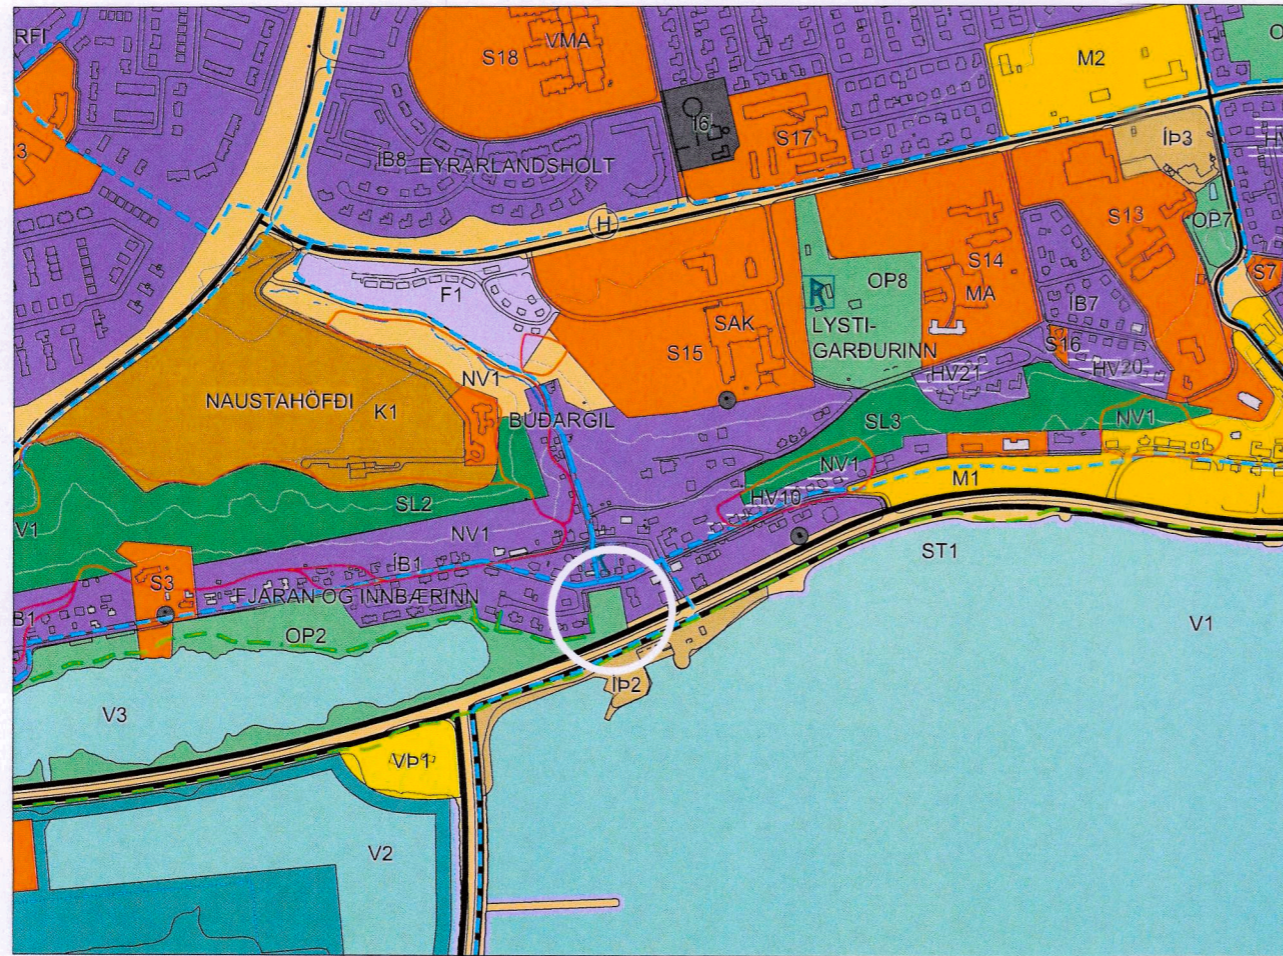 RFI
S18
VMA
M2
Í6
S17
ÍÞ3
ÍB8
EYRARLANDSHOLT
3
H
S13
OP7
S14
OP8
MA
S7
F1
ÍB7
SAK
LYSTI-
GARÐURINN
S15
S16
HV21
HV20
NV1
NAUSTAHÖFÐI
K1
BÚÐARGIL
SL3
NV1
NV1
M1
HV10
SL2
V1
NV1
ÍB1
ST1
S3
FJARAN OG INNBÆRINN
B1
OP2
V1
ÍÞ2
V3
VÞ1
V2